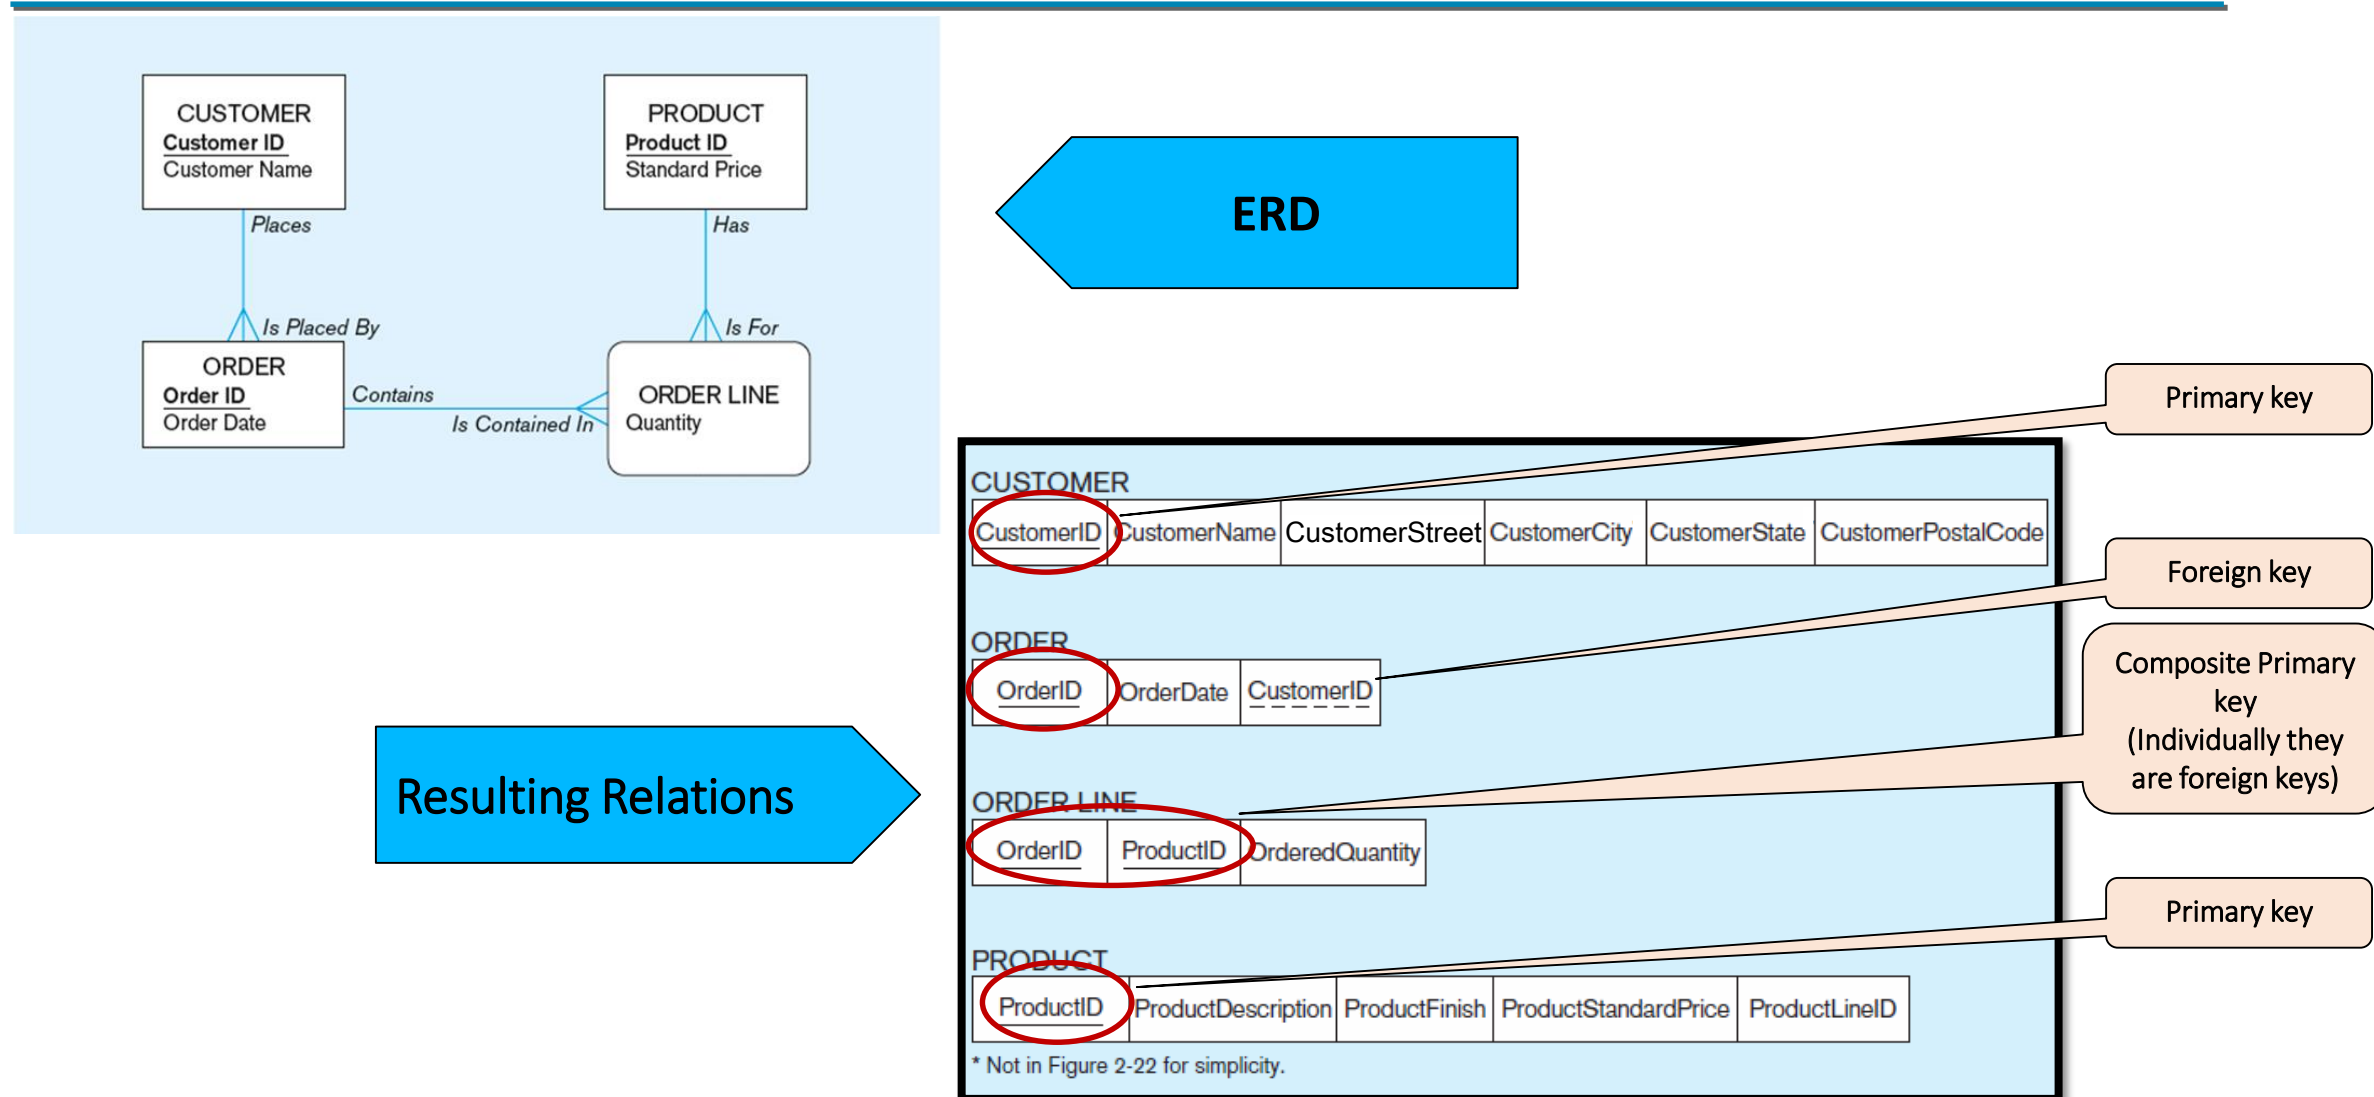 CUSTOMER
Customer ID
Customer Name
PRODUCT
Product ID
Standard Price
Places
Has
Is Placed By
Is For
ORDER
Order ID
Order Date
Contains
Is Contained In
ORDER LINE
Quantity
ERD
Resulting Relations
CUSTOMER
CustomerID CustomerName CustomerStreet CustomerCity CustomerState CustomerPostalCode
ORDER
OrderID OrderDate CustomerID
ORDER LINE
OrderID ProductID OrderedQuantity
PRODUCT
ProductID ProductDescription ProductFinish ProductStandardPrice ProductLineID
* Not in Figure 2-22 for simplicity.
Primary key
Foreign key
Composite Primary
key
(Individually they
are foreign keys)
Primary key